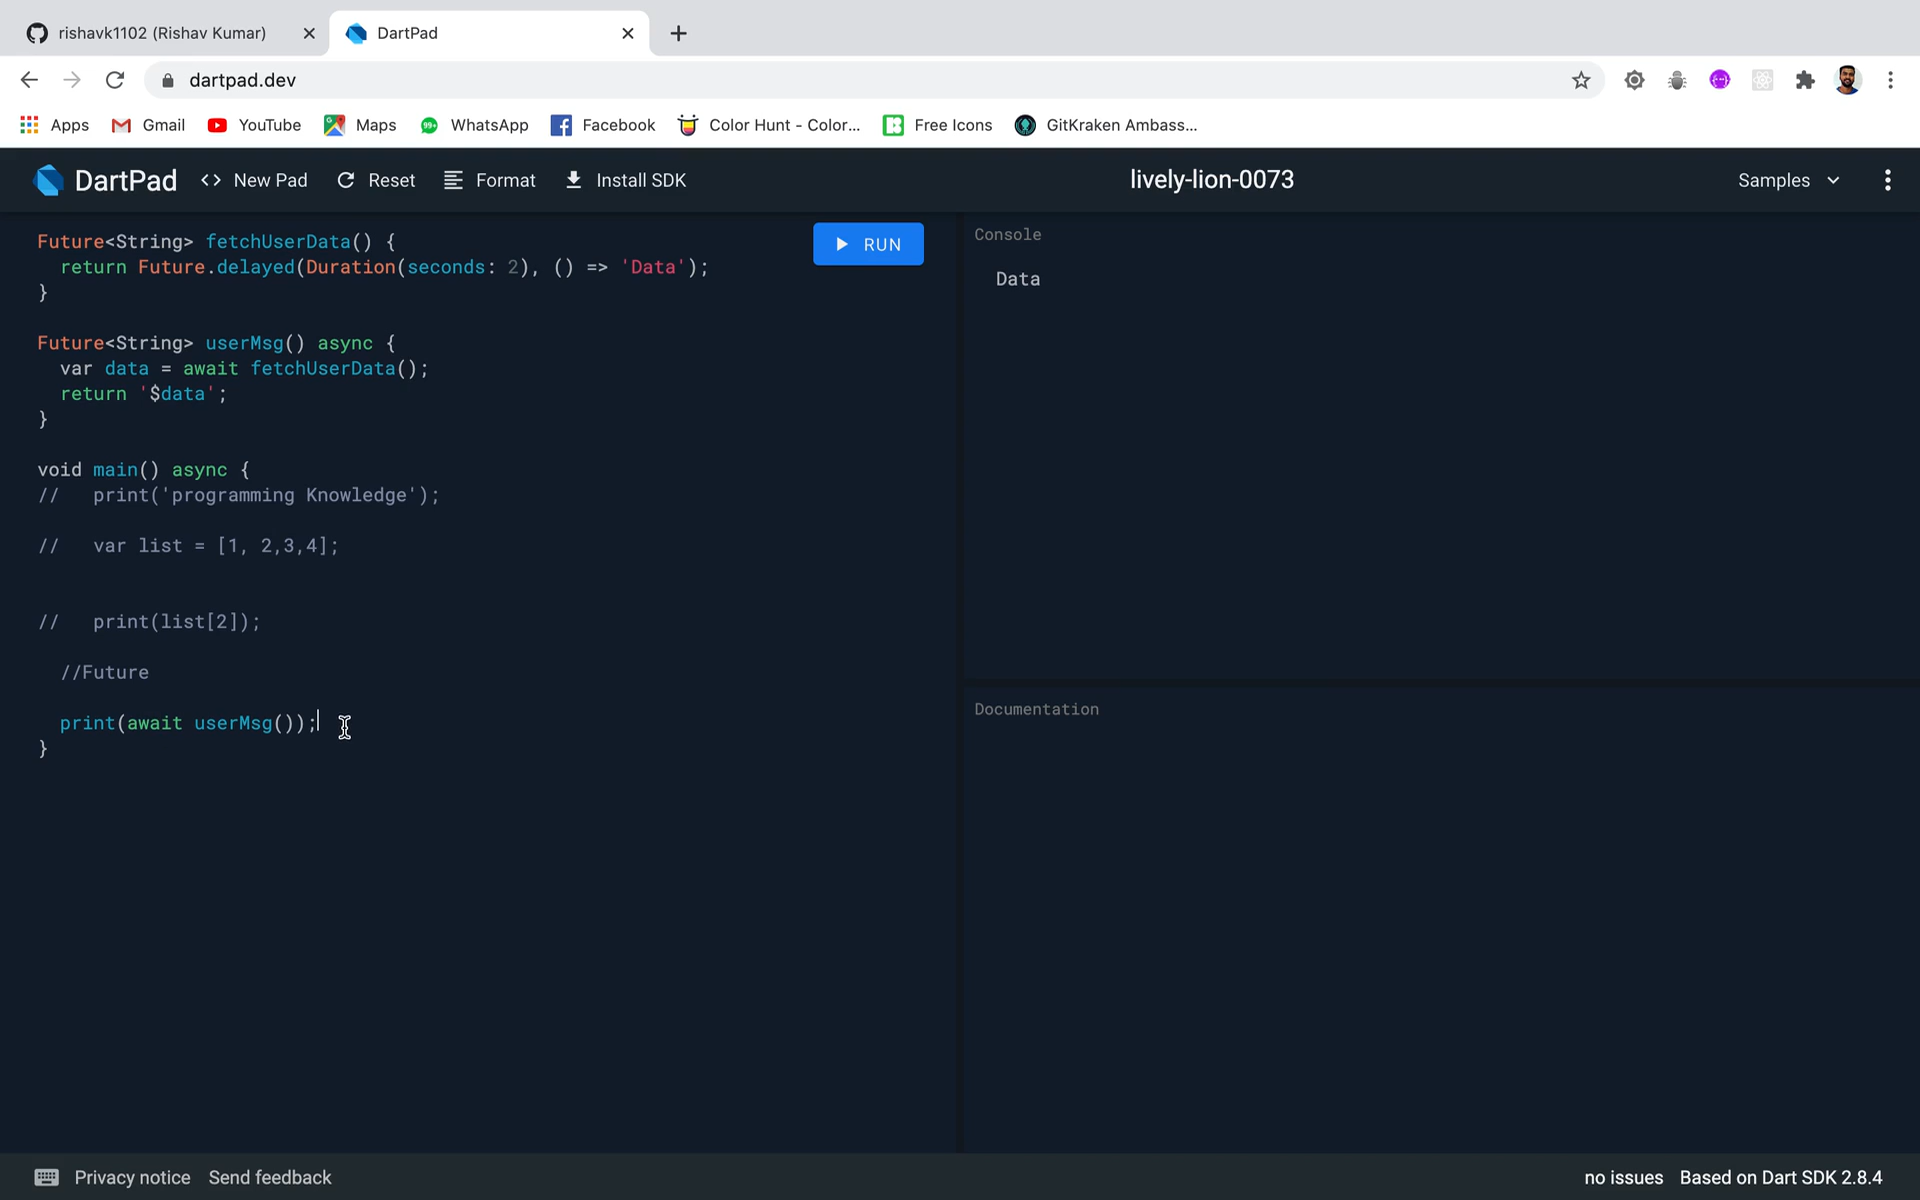 rishavk1102 (Rishav Kumar)
DartPad
dartpad.dev
Apps
Gmail
YouTube
Maps
99+
WhatsApp
Facebook
Color Hunt - Color...
Free Icons
GitKraken Ambass...
DartPad
<> New Pad
Reset
Format
Install SDK
lively-lion-0073
Samples
Future<String> fetchUserData() {
return Future.delayed(Duration(seconds: 2), () => 'Data');
}
Future<String> userMsg() async {
var data = await fetchUserData();
return '$data';
}
void main() async {
//   print('programming Knowledge');
//   var list = [1, 2,3,4];
//   print(list[2]);
//Future
print(await userMsg());
}
RUN
Console
Data
Documentation
Privacy notice
Send feedback
no issues
Based on Dart SDK 2.8.4